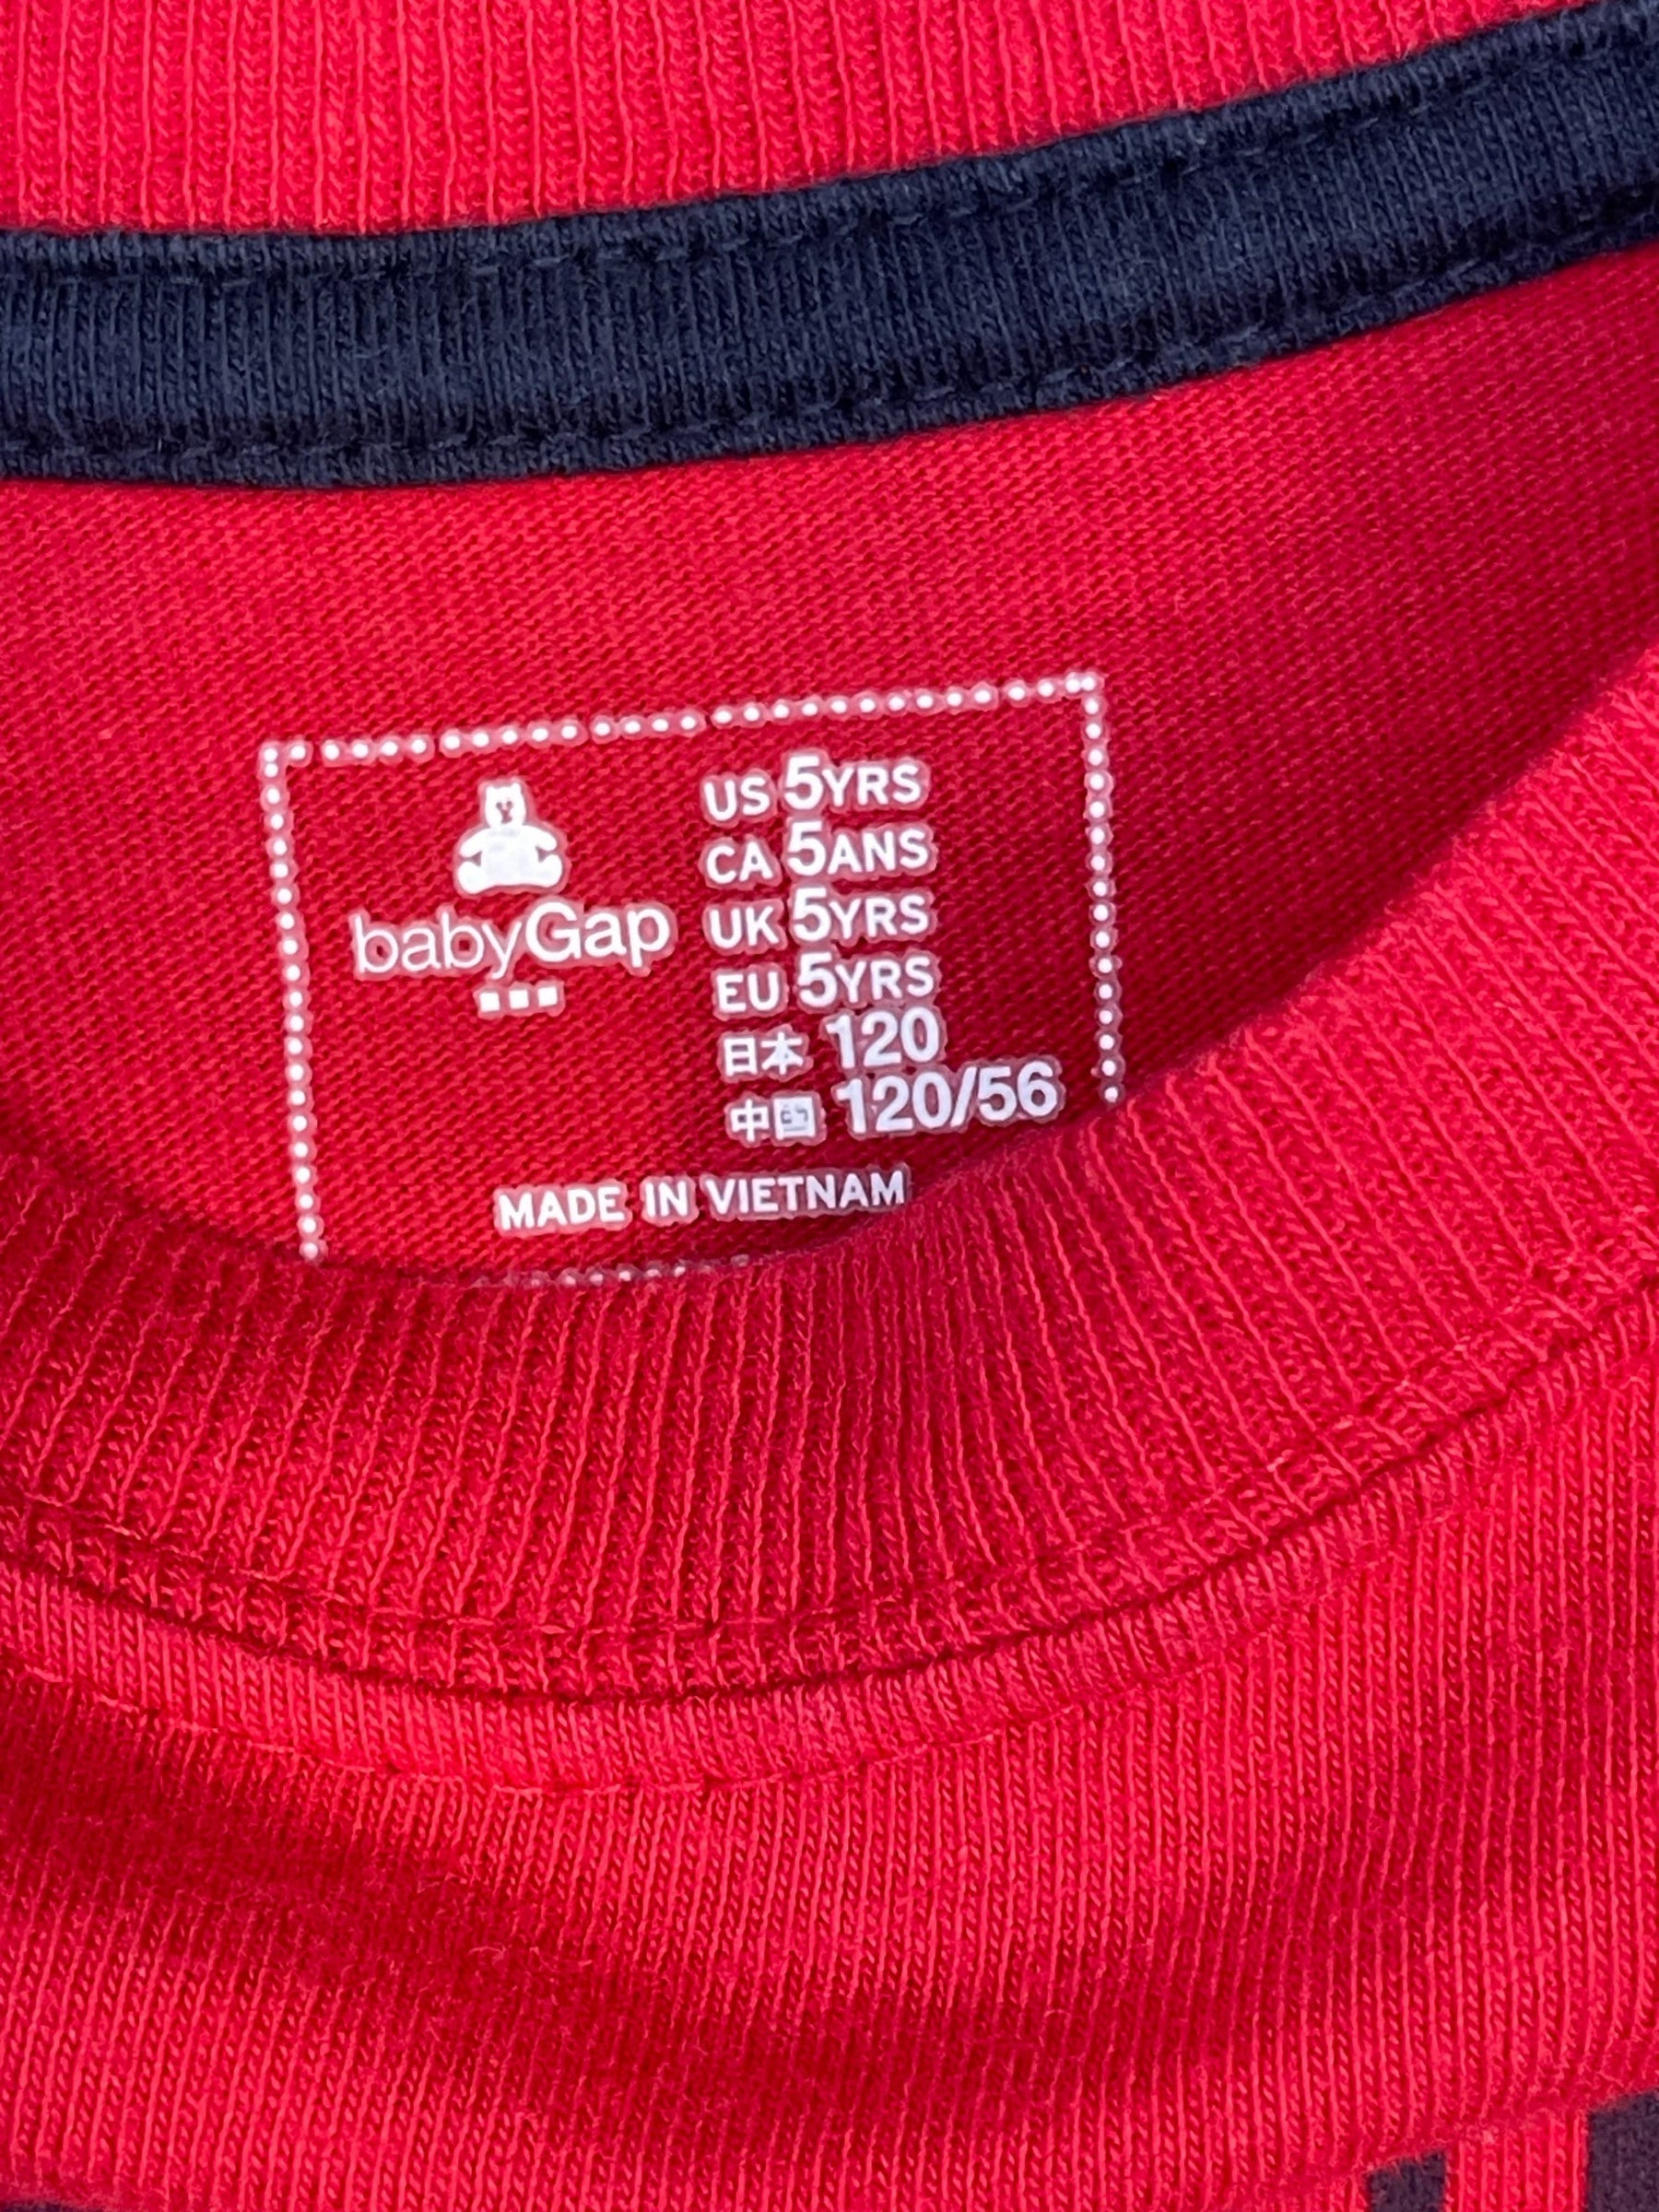 babyGap
US 5YRS
CA 5ANS
UK 5YRS
EU 5YRS
日本 120
中国 120/56
MADE IN VIETNAM